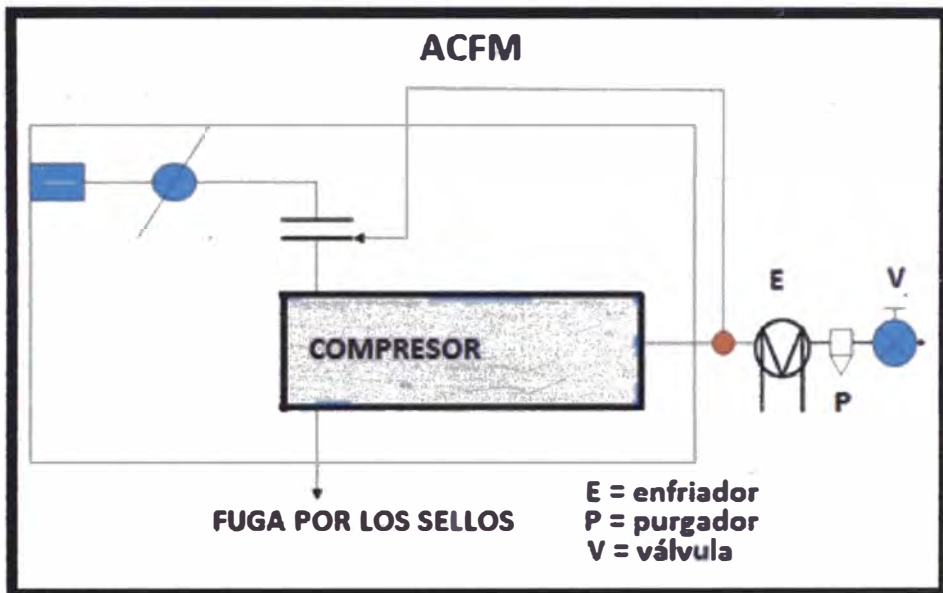 ACFM
E
V
COMPRESOR
P
FUGA POR LOS SELLOS
E = enfriador
P = purgador
V = válvula